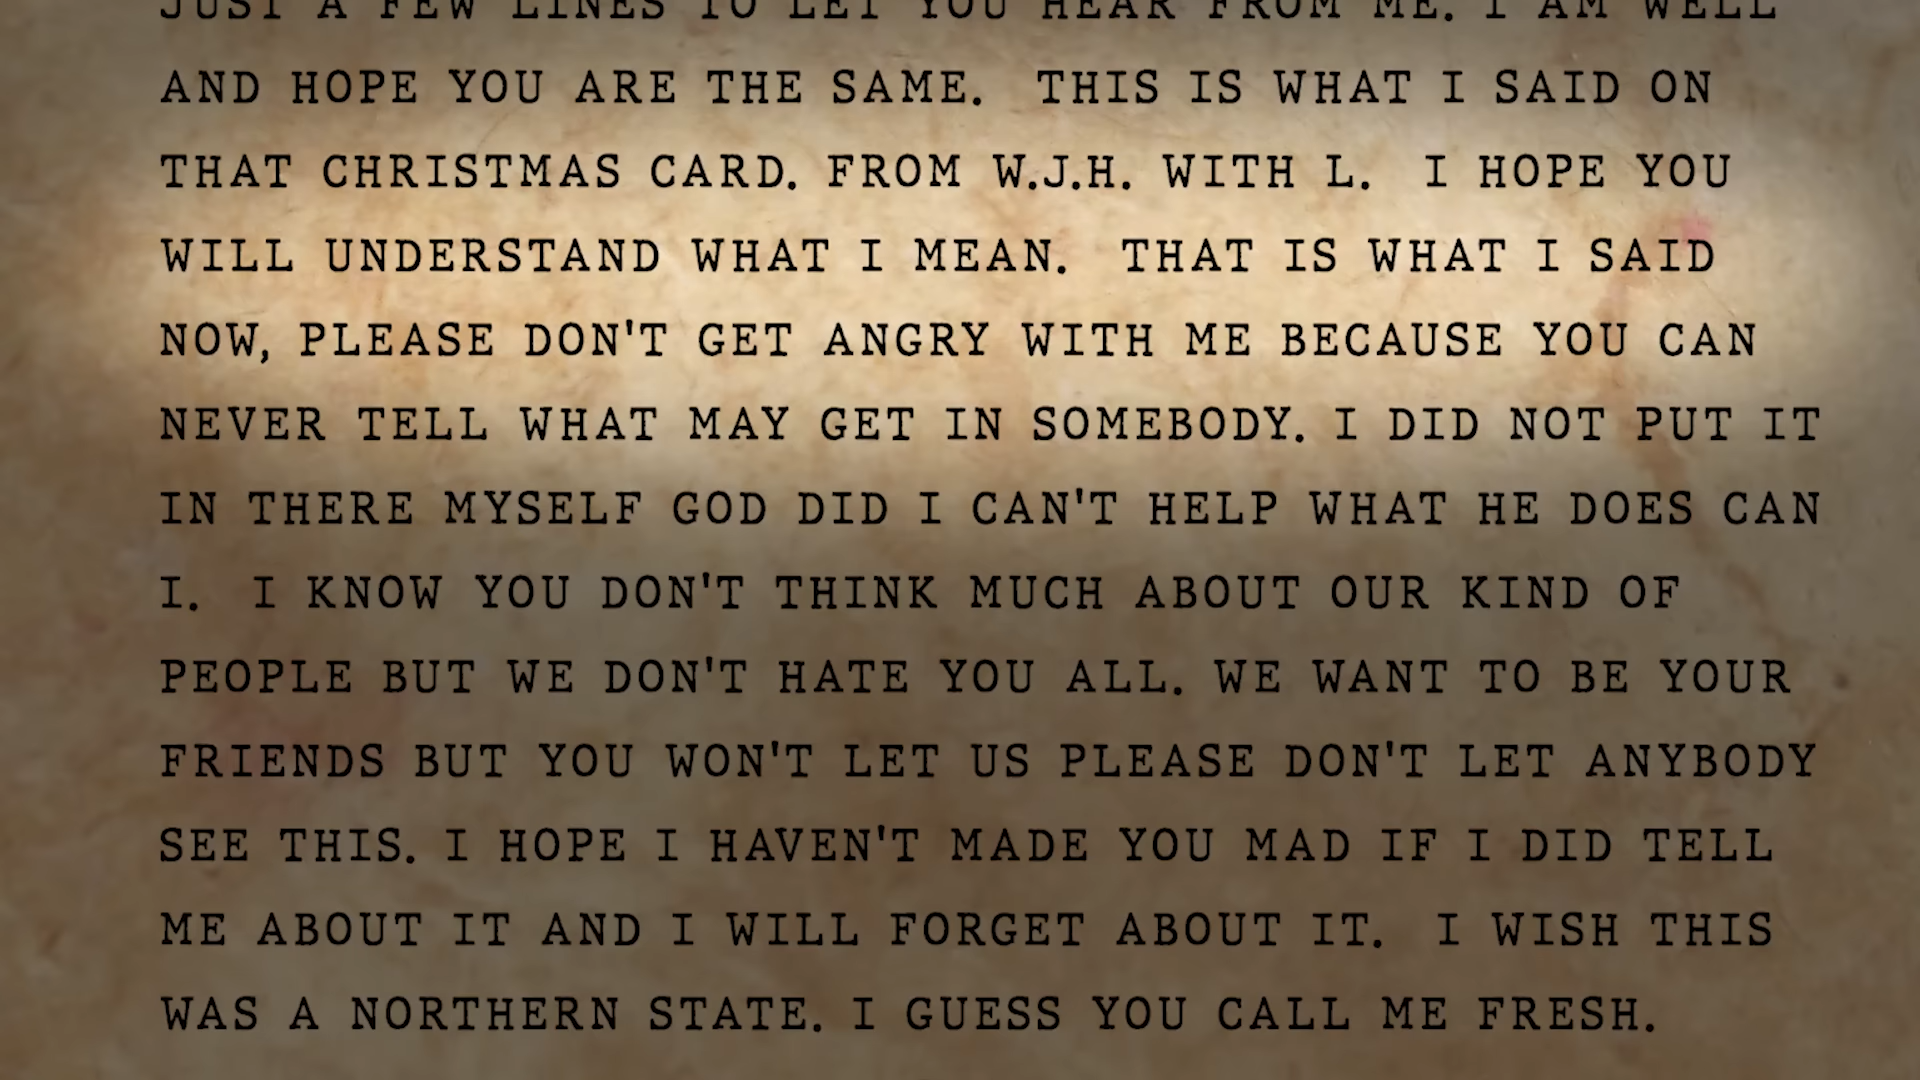 JUST A FEW LINES TO LET YOU HEAR FROM ME. I AM WELL
AND HOPE YOU ARE THE SAME.  THIS IS WHAT I SAID ON
THAT CHRISTMAS CARD. FROM W.J.H. WITH L.  I HOPE YOU
WILL UNDERSTAND WHAT I MEAN.  THAT IS WHAT I SAID
NOW, PLEASE DON'T GET ANGRY WITH ME BECAUSE YOU CAN
NEVER TELL WHAT MAY GET IN SOMEBODY. I DID NOT PUT IT
IN THERE MYSELF GOD DID I CAN'T HELP WHAT HE DOES CAN
I.  I KNOW YOU DON'T THINK MUCH ABOUT OUR KIND OF
PEOPLE BUT WE DON'T HATE YOU ALL. WE WANT TO BE YOUR
FRIENDS BUT YOU WON'T LET US PLEASE DON'T LET ANYBODY
SEE THIS. I HOPE I HAVEN'T MADE YOU MAD IF I DID TELL
ME ABOUT IT AND I WILL FORGET ABOUT IT.  I WISH THIS
WAS A NORTHERN STATE. I GUESS YOU CALL ME FRESH.